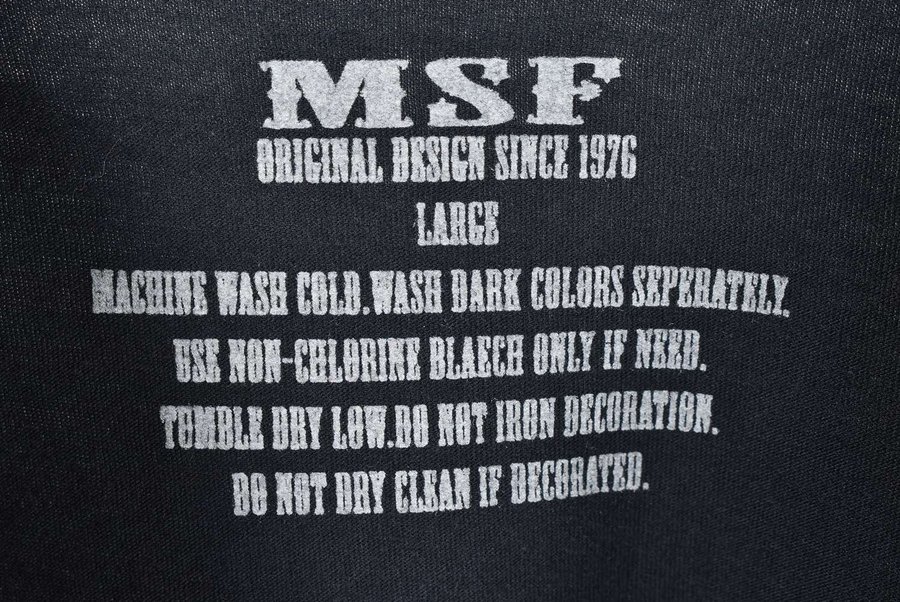 MSF
ORIGINAL DESIGN SINCE 1976
LARGE
MACHINE WASH COLD.WASH DARK COLORS SEPERATELY.
USE NON-CHLORINE BLAECH ONLY IF NEED.
TUMBLE DRY LOW.DO NOT IRON DECORATION.
DO NOT DRY CLEAN IF DECORATED.